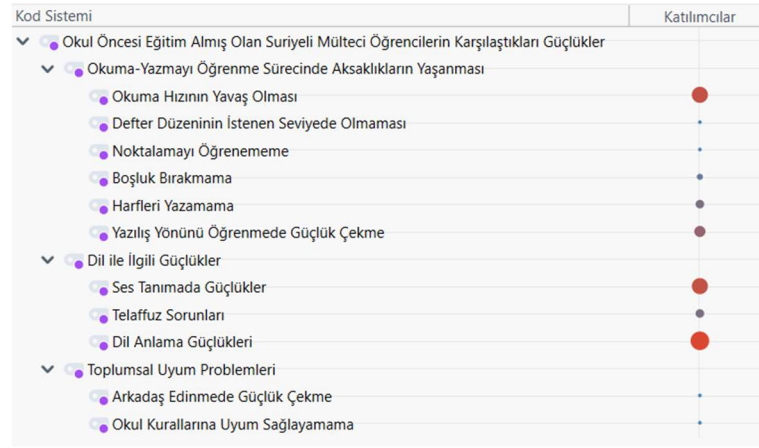 Kod Sistemi Katılımcılar
Okul Öncesi Eğitim Almış Olan Suriyeli Mülteci Öğrencilerin Karşılaştıkları Güçlükler
Okuma-Yazmayı Öğrenme Sürecinde Aksaklıkların Yaşanması
Okuma Hızının Yavaş Olması
Defter Düzeninin İstenen Seviyede Olmaması
Noktalamayı Öğrenememe
Boşluk Bırakmama
Harfleri Yazamama
Yazılış Yönünü Öğrenmede Güçlük Çekme
Dil ile İlgili Güçlükler
Ses Tanımada Güçlükler
Telaffuz Sorunları
Dil Anlama Güçlükleri
Toplumsal Uyum Problemleri
Arkadaş Edinmede Güçlük Çekme
Okul Kurallarına Uyum Sağlayamama